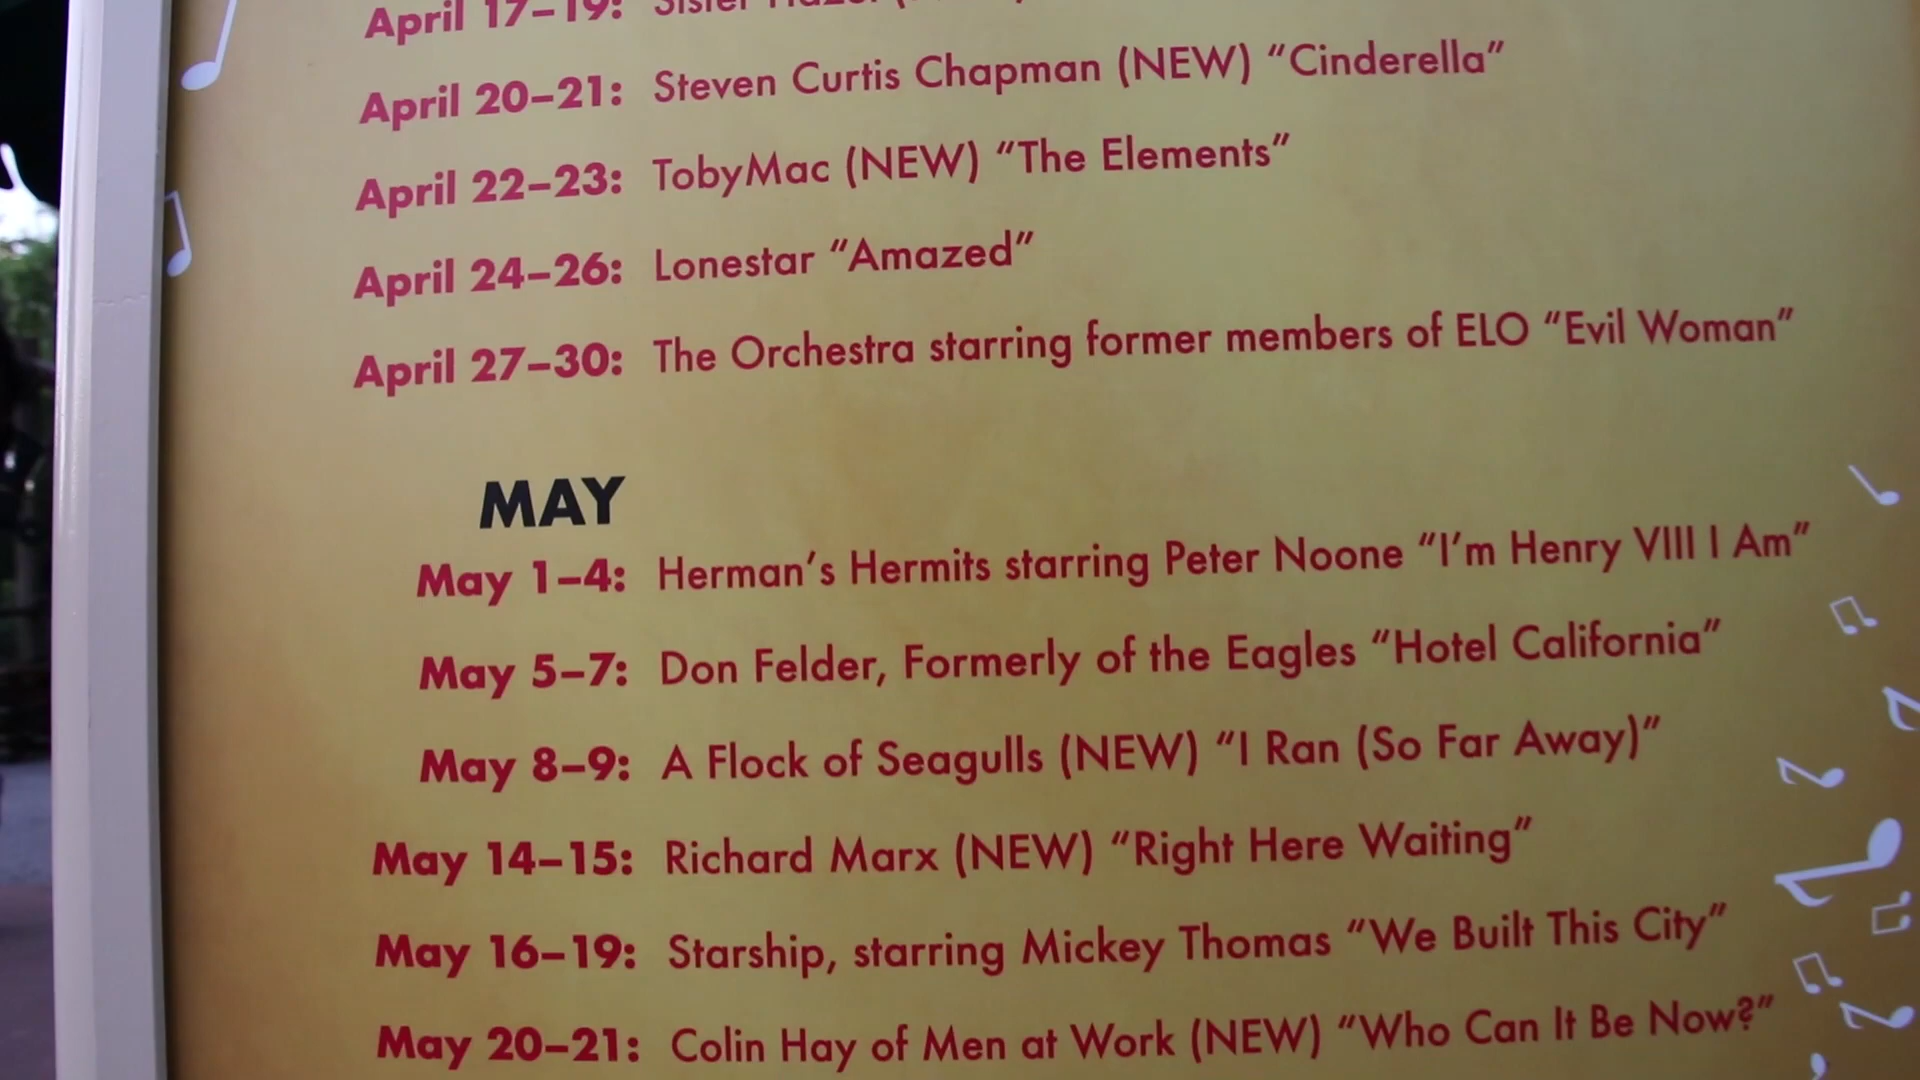 April 17–19: Sister Hazel
April 20–21: Steven Curtis Chapman (NEW) “Cinderella”
April 22–23: TobyMac (NEW) “The Elements”
April 24–26: Lonestar “Amazed”
April 27–30: The Orchestra starring former members of ELO “Evil Woman”
MAY
May 1–4: Herman’s Hermits starring Peter Noone “I’m Henry VIII I Am”
May 5–7: Don Felder, Formerly of the Eagles “Hotel California”
May 8–9: A Flock of Seagulls (NEW) “I Ran (So Far Away)”
May 14–15: Richard Marx (NEW) “Right Here Waiting”
May 16–19: Starship, starring Mickey Thomas “We Built This City”
May 20–21: Colin Hay of Men at Work (NEW) “Who Can It Be Now?”